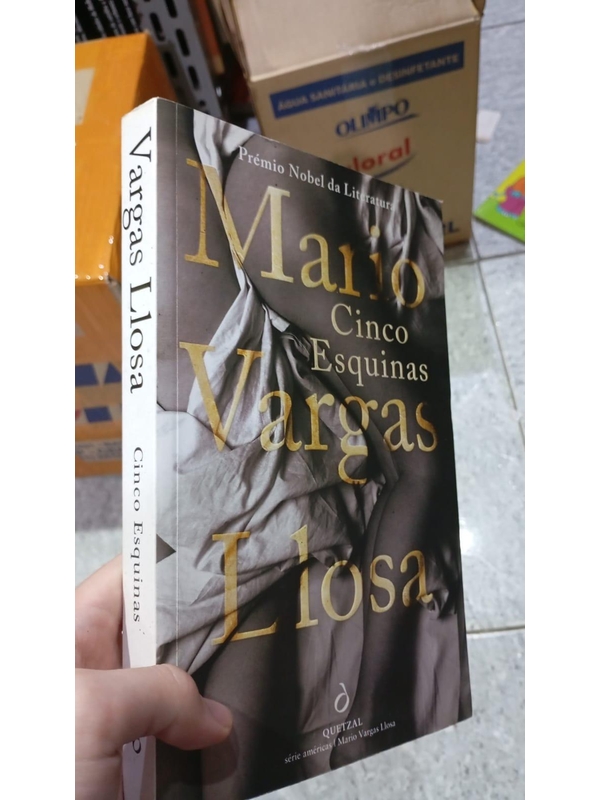 Vargas Llosa
Cinco Esquinas
Prémio Nobel da Literatura
Mario
Cinco
Esquinas
Vargas
Llosa
QUETZAL
série américas | Mario Vargas Llosa
ÁGUA SANITÁRIA e DESINFETANTE
OLIMPO
loral